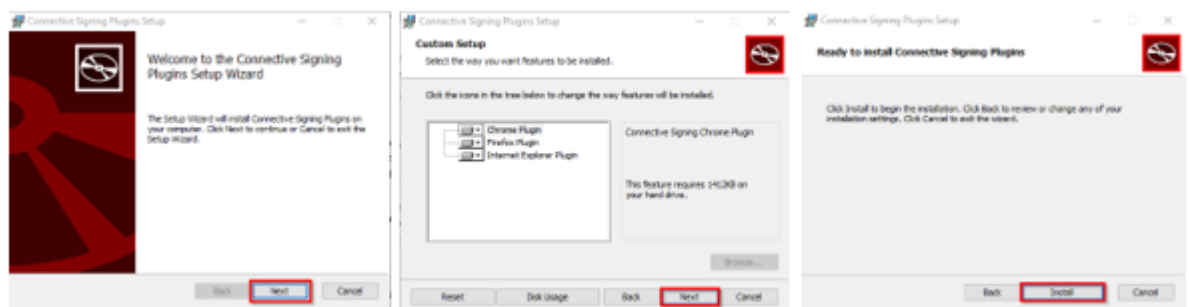 Connective Signing Plugins Setup
Welcome to the Connective Signing
Plugins Setup Wizard
The Setup Wizard will install Connective Signing Plugins on
your computer. Click Next to continue or Cancel to exit the
Setup Wizard.
Back Next Cancel
Connective Signing Plugins Setup
Custom Setup
Select the way you want features to be installed.
Click the icons in the tree below to change the way features will be installed.
Chrome Plugin
Firefox Plugin
Internet Explorer Plugin
Connective Signing Chrome Plugin
This feature requires 1412KB on
your hard drive.
Browse...
Reset Disk Usage Back Next Cancel
Connective Signing Plugins Setup
Ready to install Connective Signing Plugins
Click Install to begin the installation. Click Back to review or change any of your
installation settings. Click Cancel to exit the wizard.
Back Install Cancel